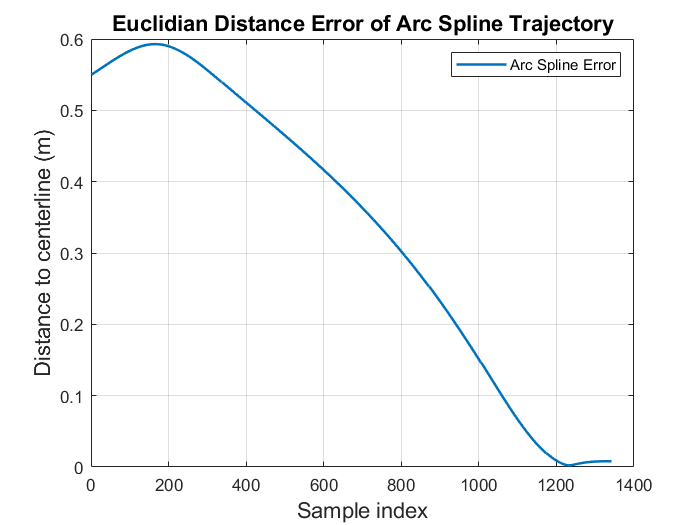 Euclidian Distance Error of Arc Spline Trajectory
Arc Spline Error
Distance to centerline (m)
0.6
0.5
0.4
0.3
0.2
0.1
0
0 200 400 600 800 1000 1200 1400
Sample index